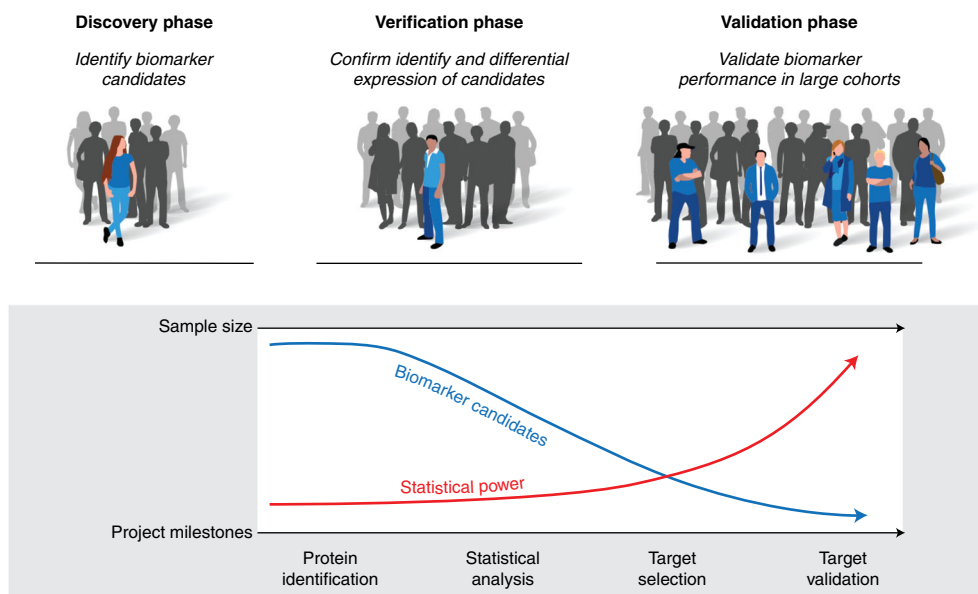 Discovery phase
Identify biomarker
candidates
Verification phase
Confirm identify and differential
expression of candidates
Validation phase
Validate biomarker
performance in large cohorts
Sample size
Biomarker candidates
Statistical power
Project milestones
Protein
identification
Statistical
analysis
Target
selection
Target
validation